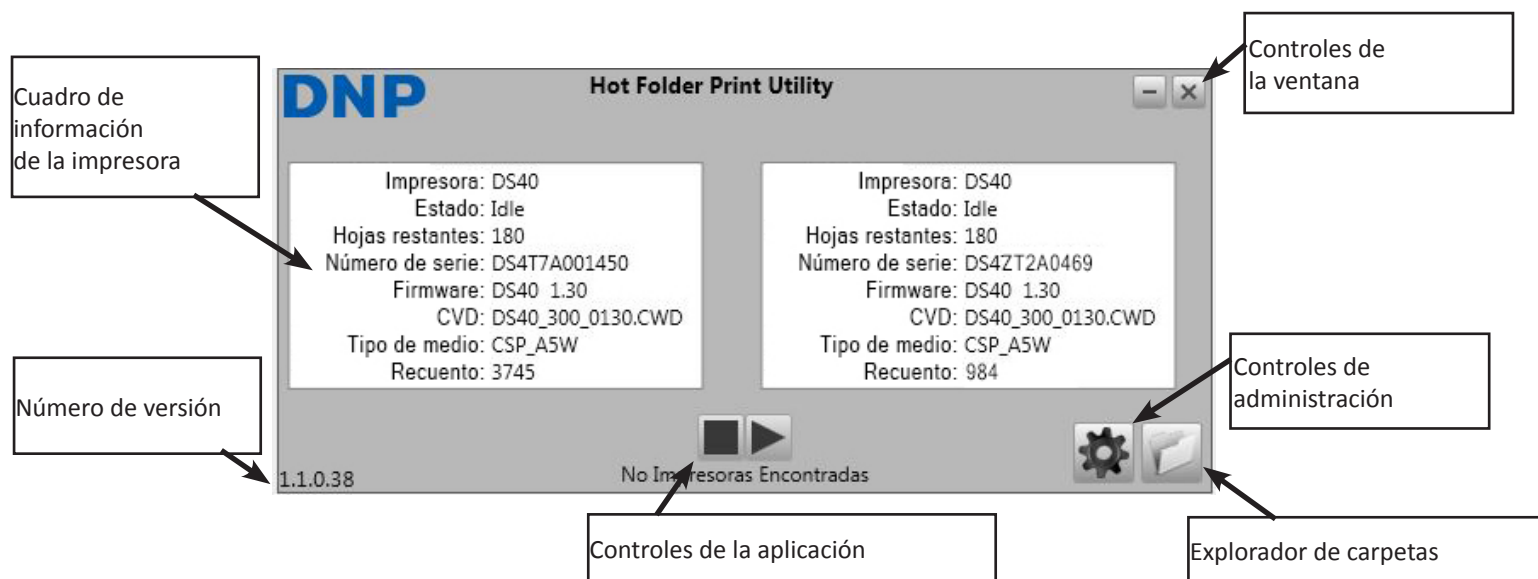 Controles de
la ventana
Cuadro de
información
de la impresora
DNP
Hot Folder Print Utility
Impresora: DS40
Estado: Idle
Hojas restantes: 180
Número de serie: DS4T7A001450
Firmware: DS40 1.30
CVD: DS40_300_0130.CWD
Tipo de medio: CSP_A5W
Recuento: 3745
Impresora: DS40
Estado: Idle
Hojas restantes: 180
Número de serie: DS4ZT2A0469
Firmware: DS40 1.30
CVD: DS40_300_0130.CWD
Tipo de medio: CSP_A5W
Recuento: 984
Controles de
administración
Número de versión
1.1.0.38
No Impresoras Encontradas
Controles de la aplicación
Explorador de carpetas